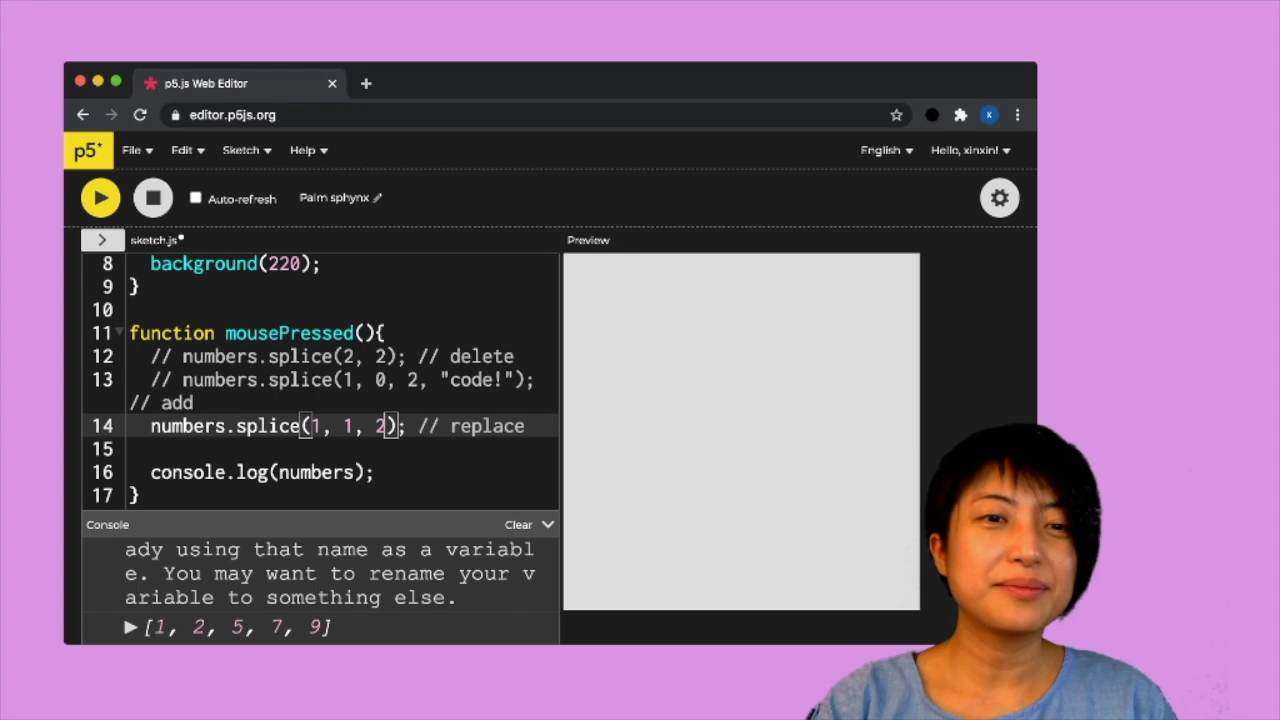 p5.js Web Editor
editor.p5js.org
x
p5*
File Edit Sketch Help English Hello, xinxin!
Auto-refresh Palm sphynx
sketch.js Preview
8 background(220);
9 }
10
11 function mousePressed(){
12 // numbers.splice(2, 2); // delete
13 // numbers.splice(1, 0, 2, "code!");
// add
14 numbers.splice(1, 1, 2); // replace
15
16 console.log(numbers);
17 }
Console Clear
ady using that name as a variabl
e. You may want to rename your v
ariable to something else.
▶[1, 2, 5, 7, 9]